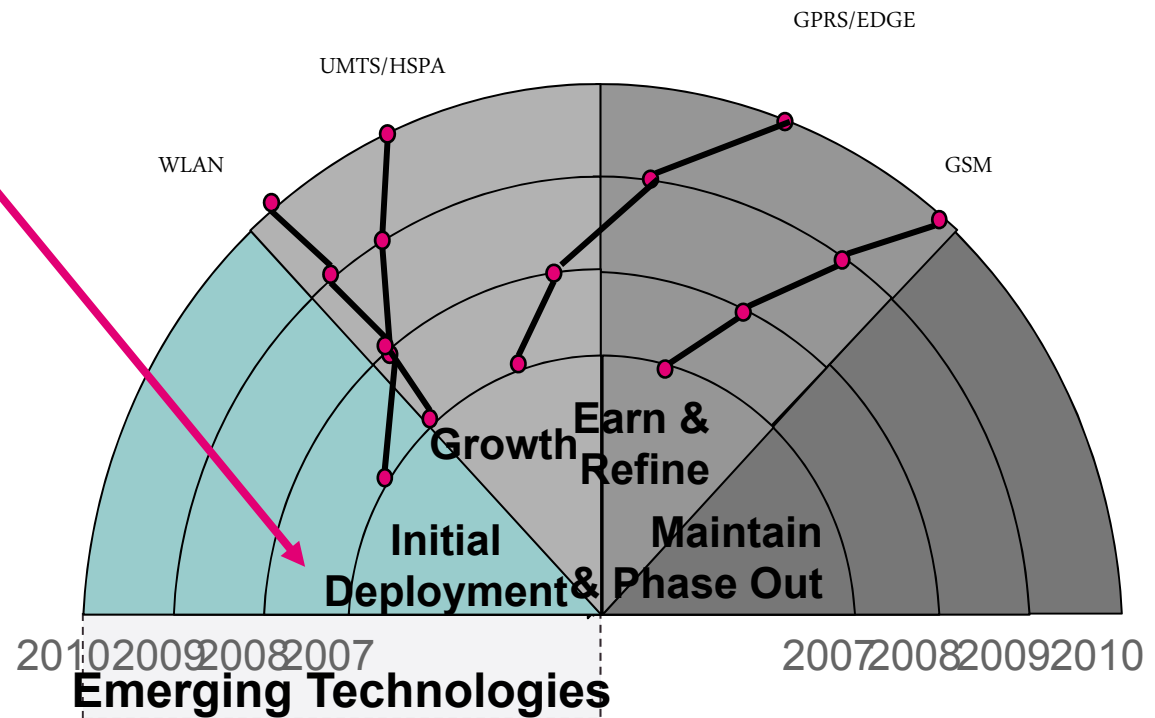 GPRS/EDGE
UMTS/HSPA
WLAN
GSM
Growth
Earn &
Refine
Initial
Deployment
Maintain
& Phase Out
2010 2009 2008 2007
2007 2008 2009 2010
Emerging Technologies